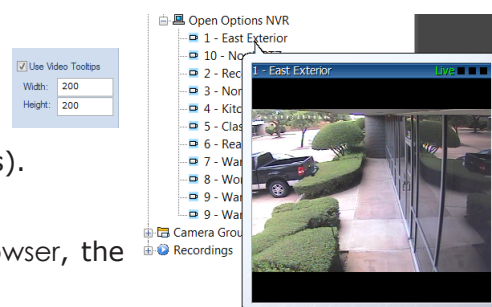 Use Video Tooltips
Width: 200
Height: 200
s).
owser, the
Open Options NVR
1 - East Exterior
10 - No
2 - Rec
3 - Nor
4 - Kitc
5 - Clas
6 - Rea
7 - War
8 - Wor
9 - War
9 - War
Camera Grou
Recordings
1 - East Exterior
Live